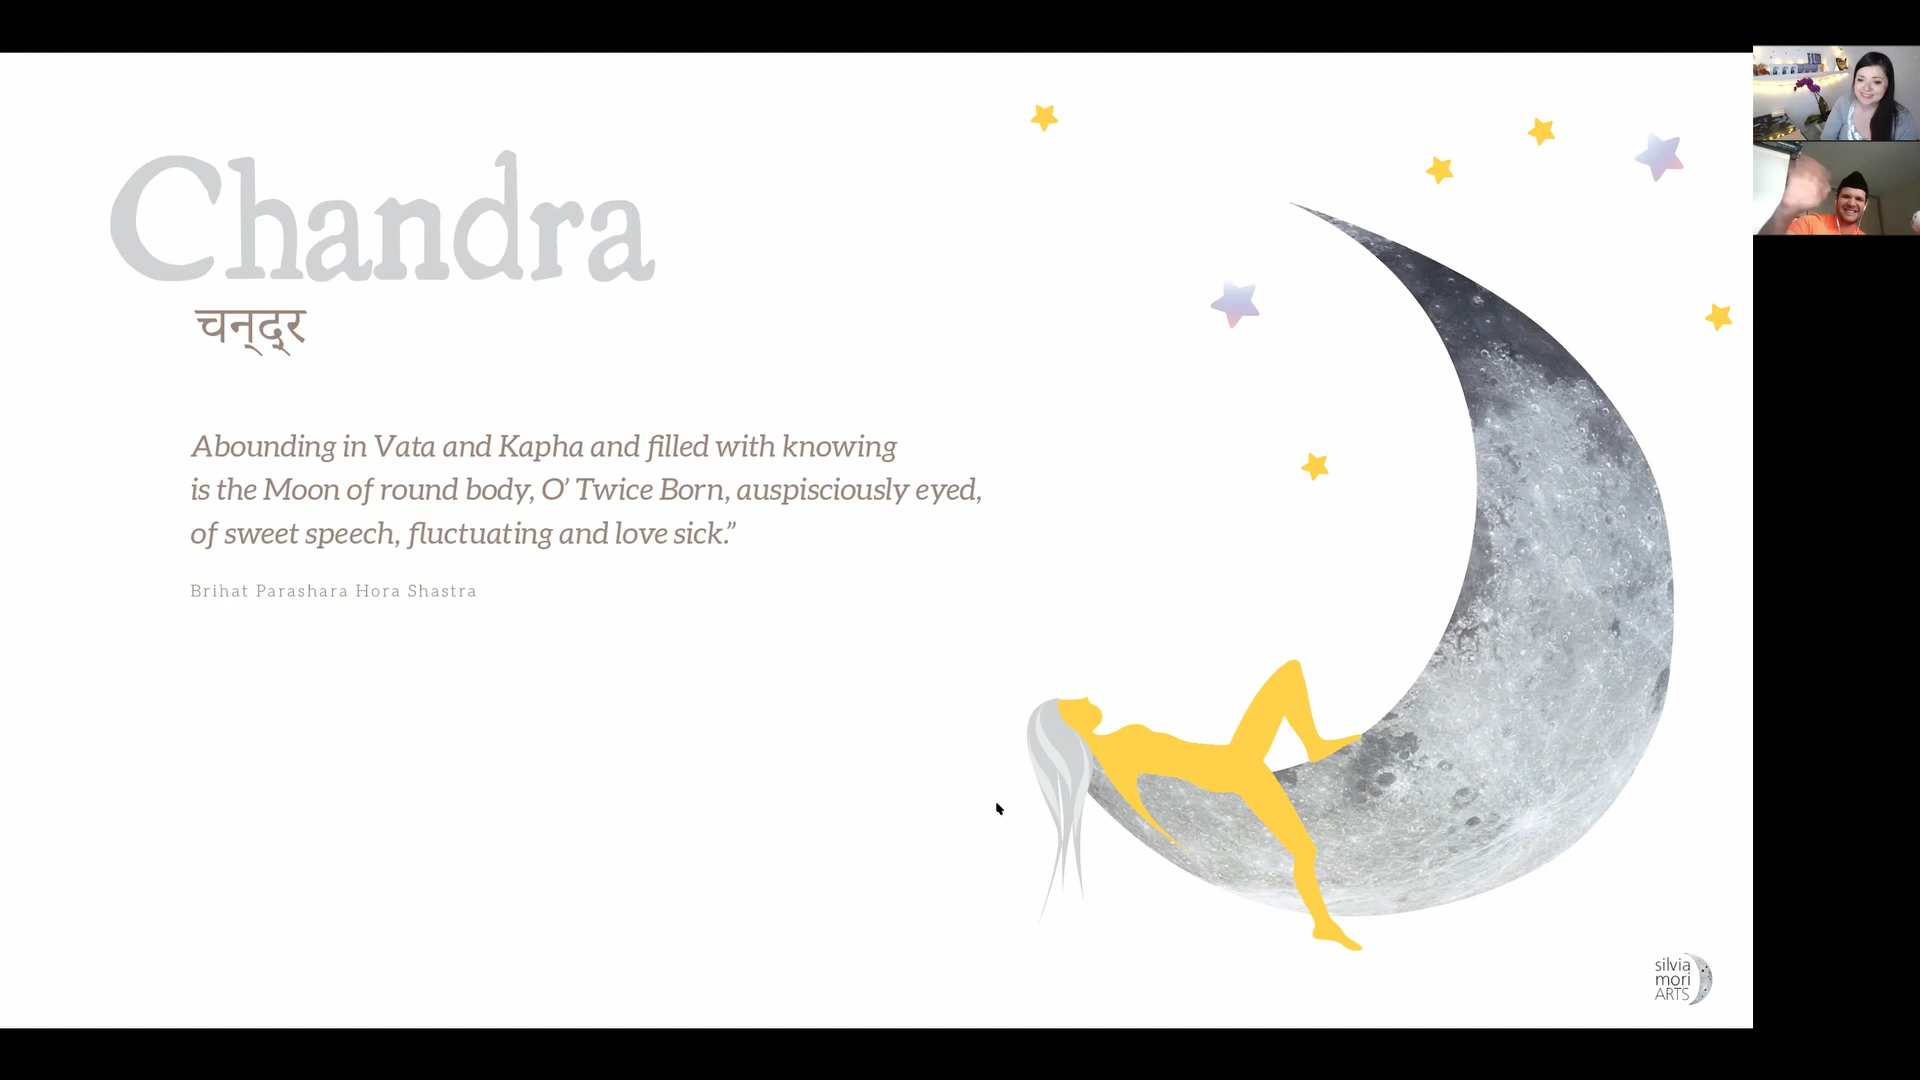 Chandra
चन्द्र
Abounding in Vata and Kapha and filled with knowing
is the Moon of round body, O’ Twice Born, auspisciously eyed,
of sweet speech, fluctuating and love sick.”
Brihat Parashara Hora Shastra
silvia
mori
ARTS